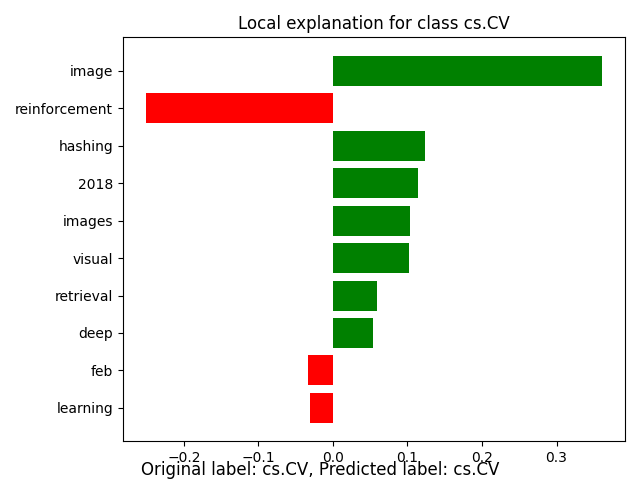 Local explanation for class cs.CV
image
reinforcement
hashing
2018
images
visual
retrieval
deep
feb
learning
−0.2 −0.1 0.0 0.1 0.2 0.3
Original label: cs.CV, Predicted label: cs.CV